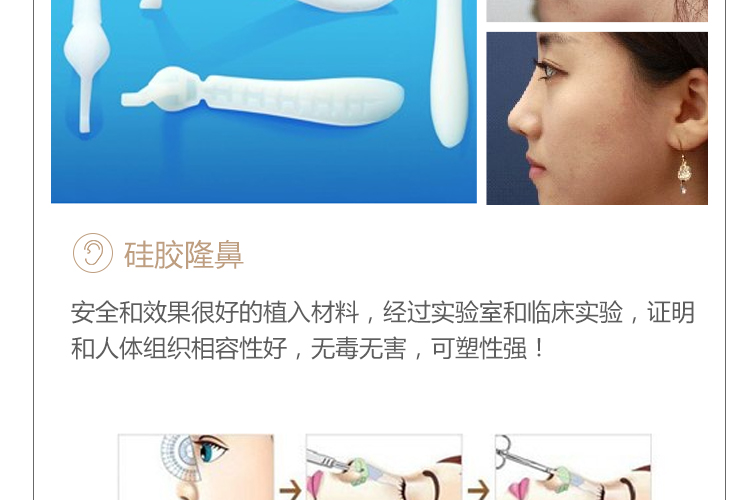 硅胶隆鼻
安全和效果很好的植入材料，经过实验室和临床实验，证明
和人体组织相容性好，无毒无害，可塑性强！